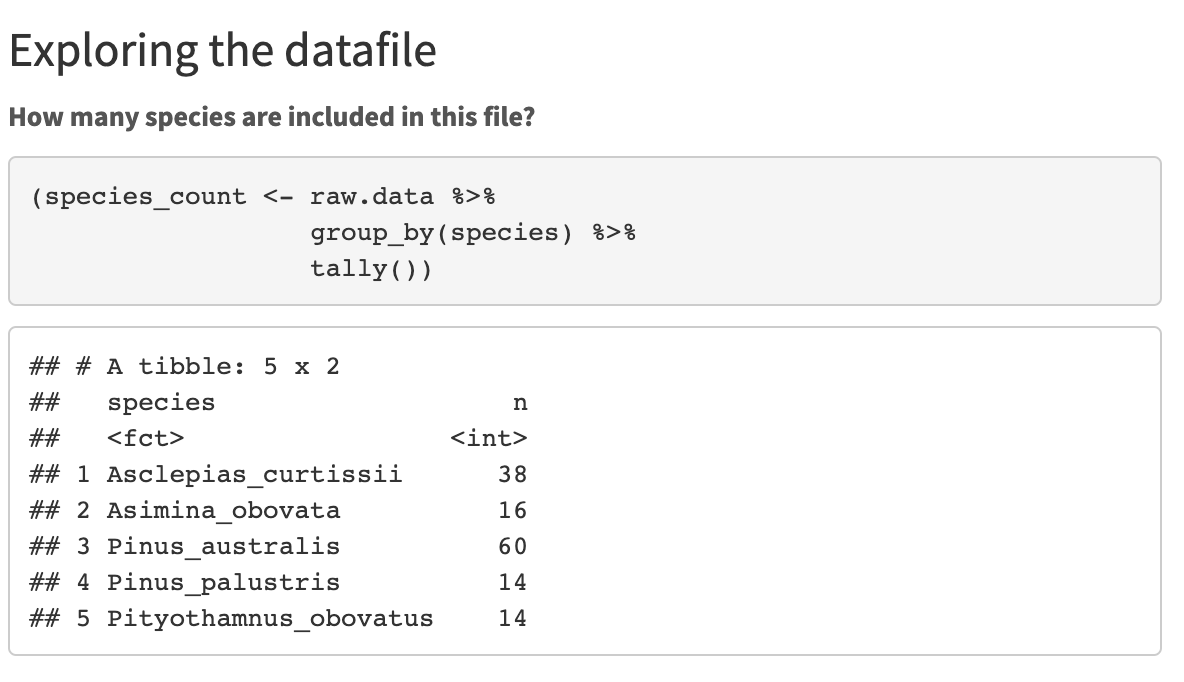 Exploring the datafile
How many species are included in this file?
(species_count <- raw.data %>%
                  group_by(species) %>%
                  tally())
## # A tibble: 5 x 2
##   species                   n
##   <fct>                 <int>
## 1 Asclepias_curtissii      38
## 2 Asimina_obovata          16
## 3 Pinus_australis          60
## 4 Pinus_palustris          14
## 5 Pityothamnus_obovatus    14